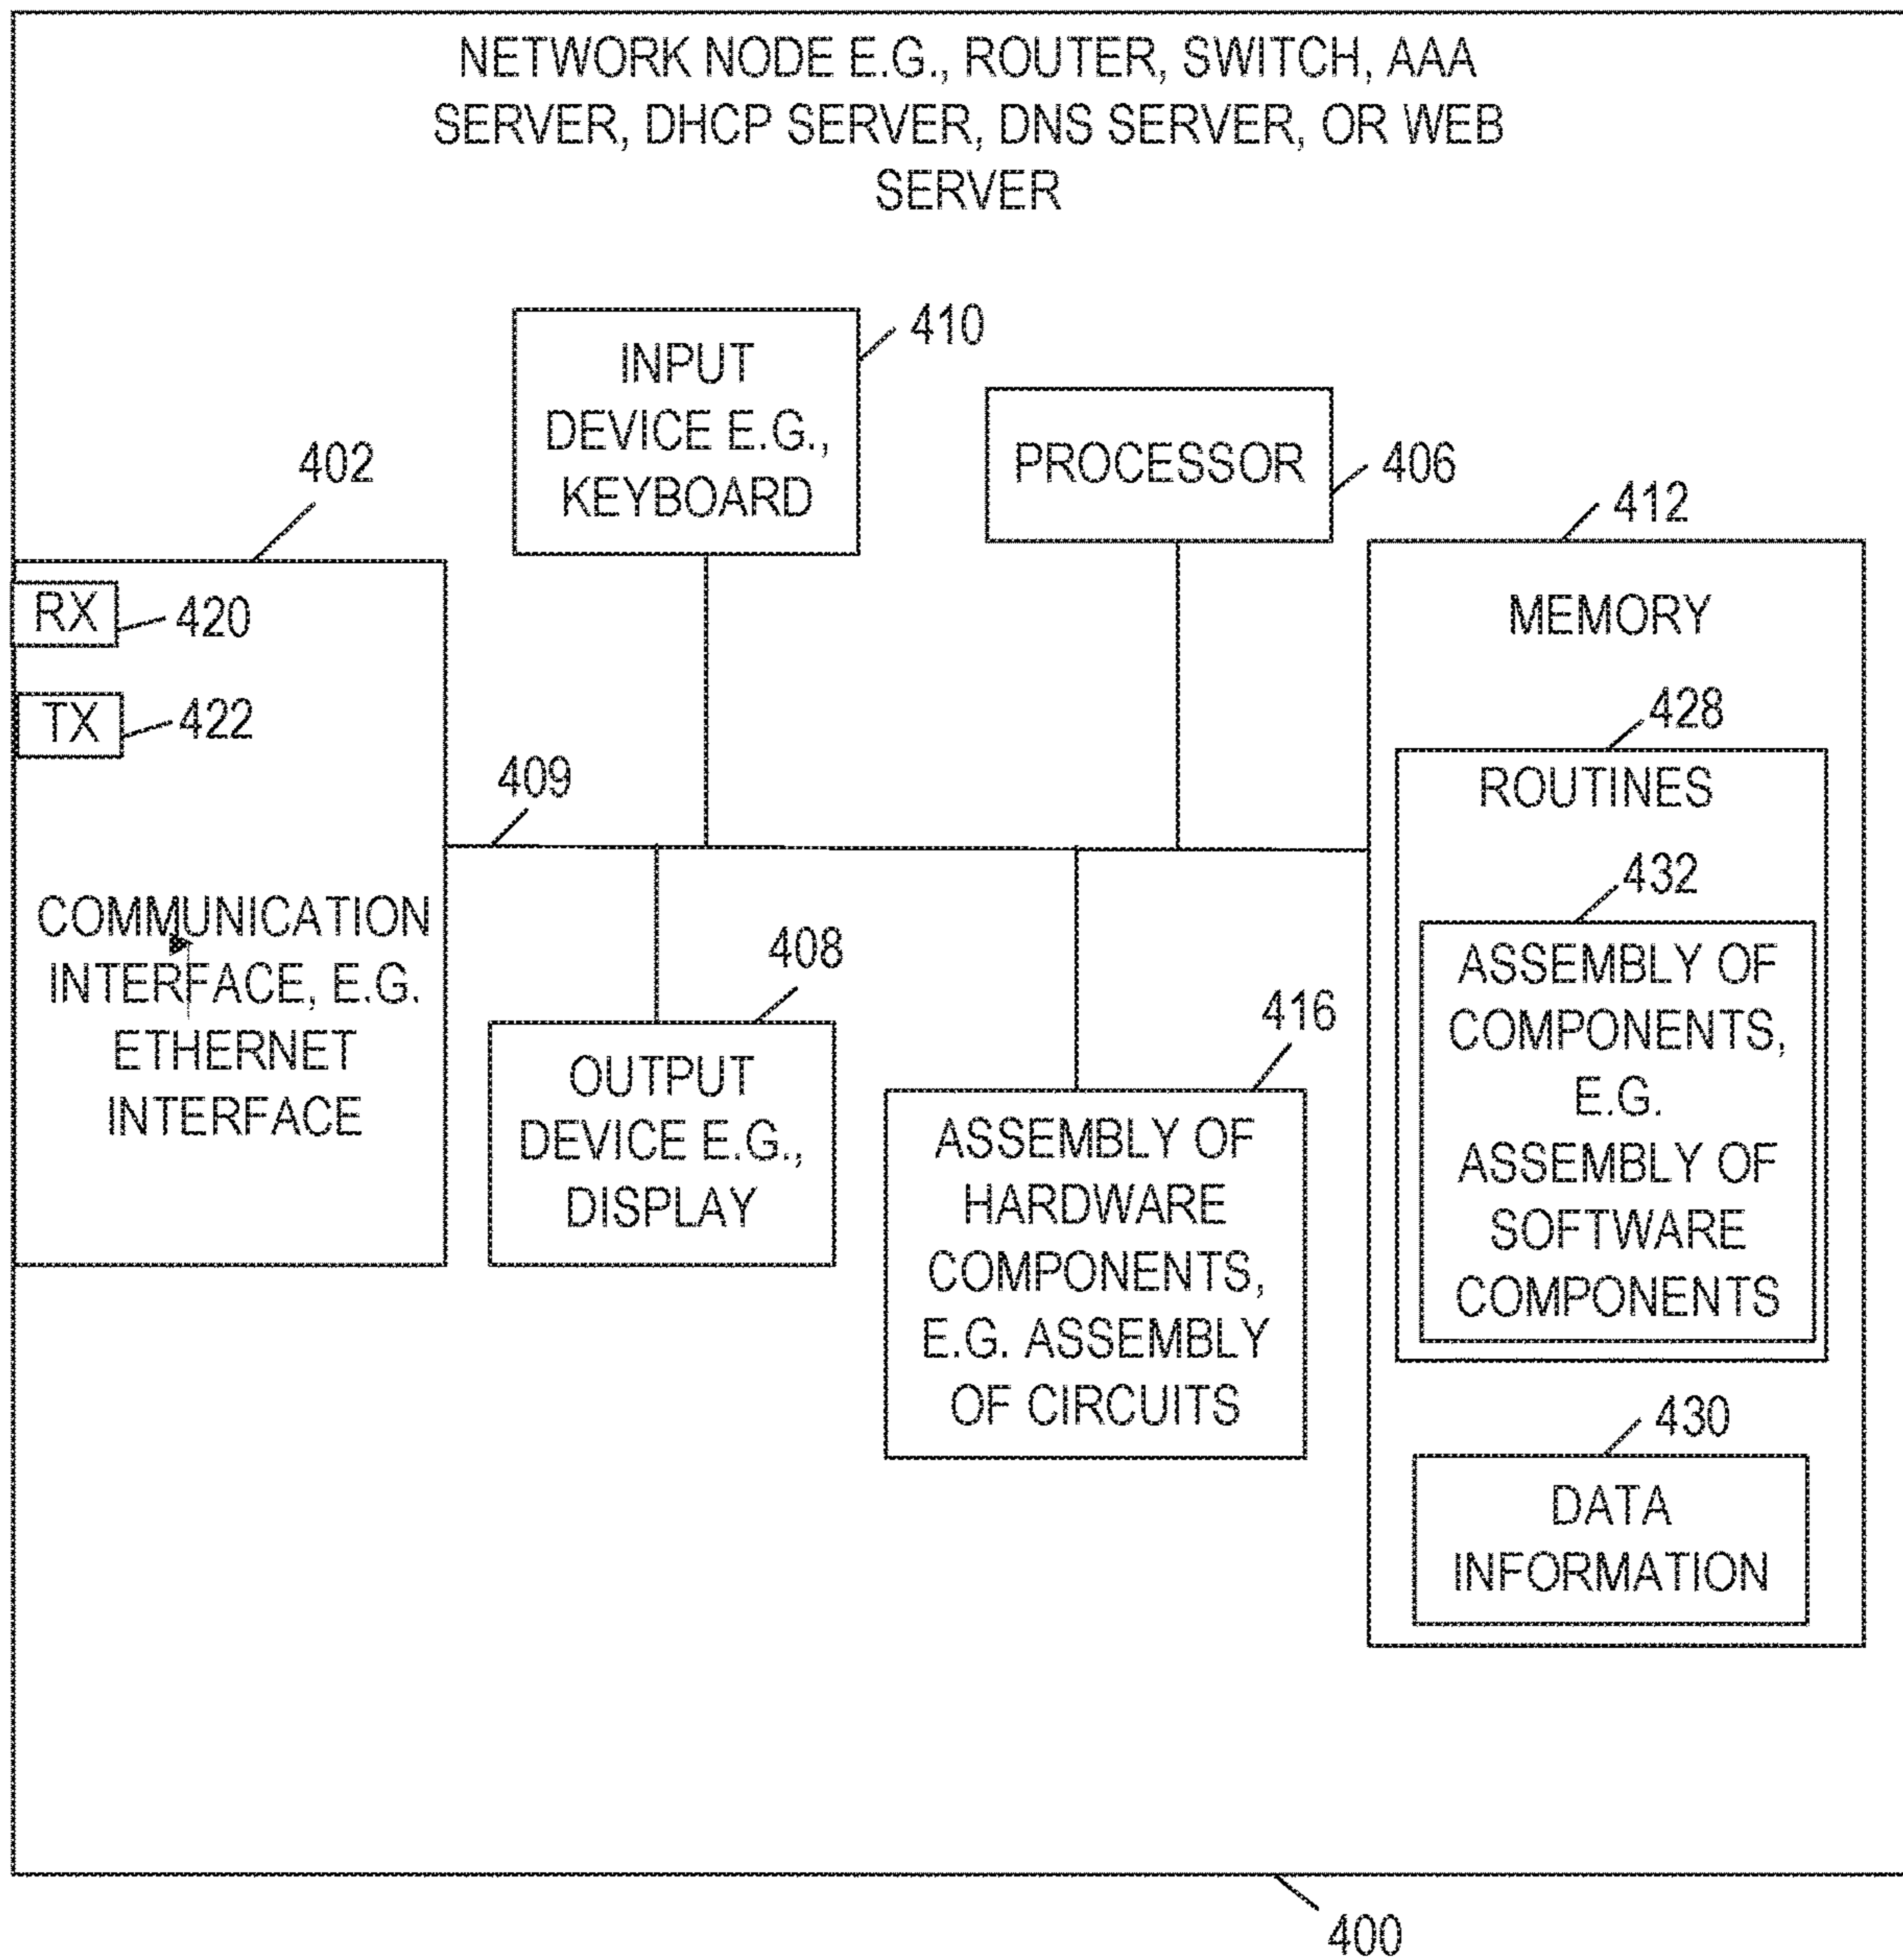 NETWORK NODE E.G., ROUTER, SWITCH, AAA
SERVER, DHCP SERVER, DNS SERVER, OR WEB
SERVER
410
INPUT
DEVICE E.G.,
KEYBOARD
PROCESSOR
406
402
412
RX
420
TX
422
MEMORY
428
ROUTINES
409
432
COMMUNICATION
INTERFACE, E.G.
ETHERNET
INTERFACE
408
OUTPUT
DEVICE E.G.,
DISPLAY
416
ASSEMBLY OF
HARDWARE
COMPONENTS,
E.G. ASSEMBLY
OF CIRCUITS
ASSEMBLY OF
COMPONENTS,
E.G.
ASSEMBLY OF
SOFTWARE
COMPONENTS
430
DATA
INFORMATION
400